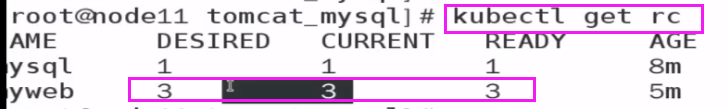 root@node11 tomcat_mysql]# kubectl get rc
AME DESIRED CURRENT READY AGE
ysql 1 1 1 8m
yweb 3 3 3 5m